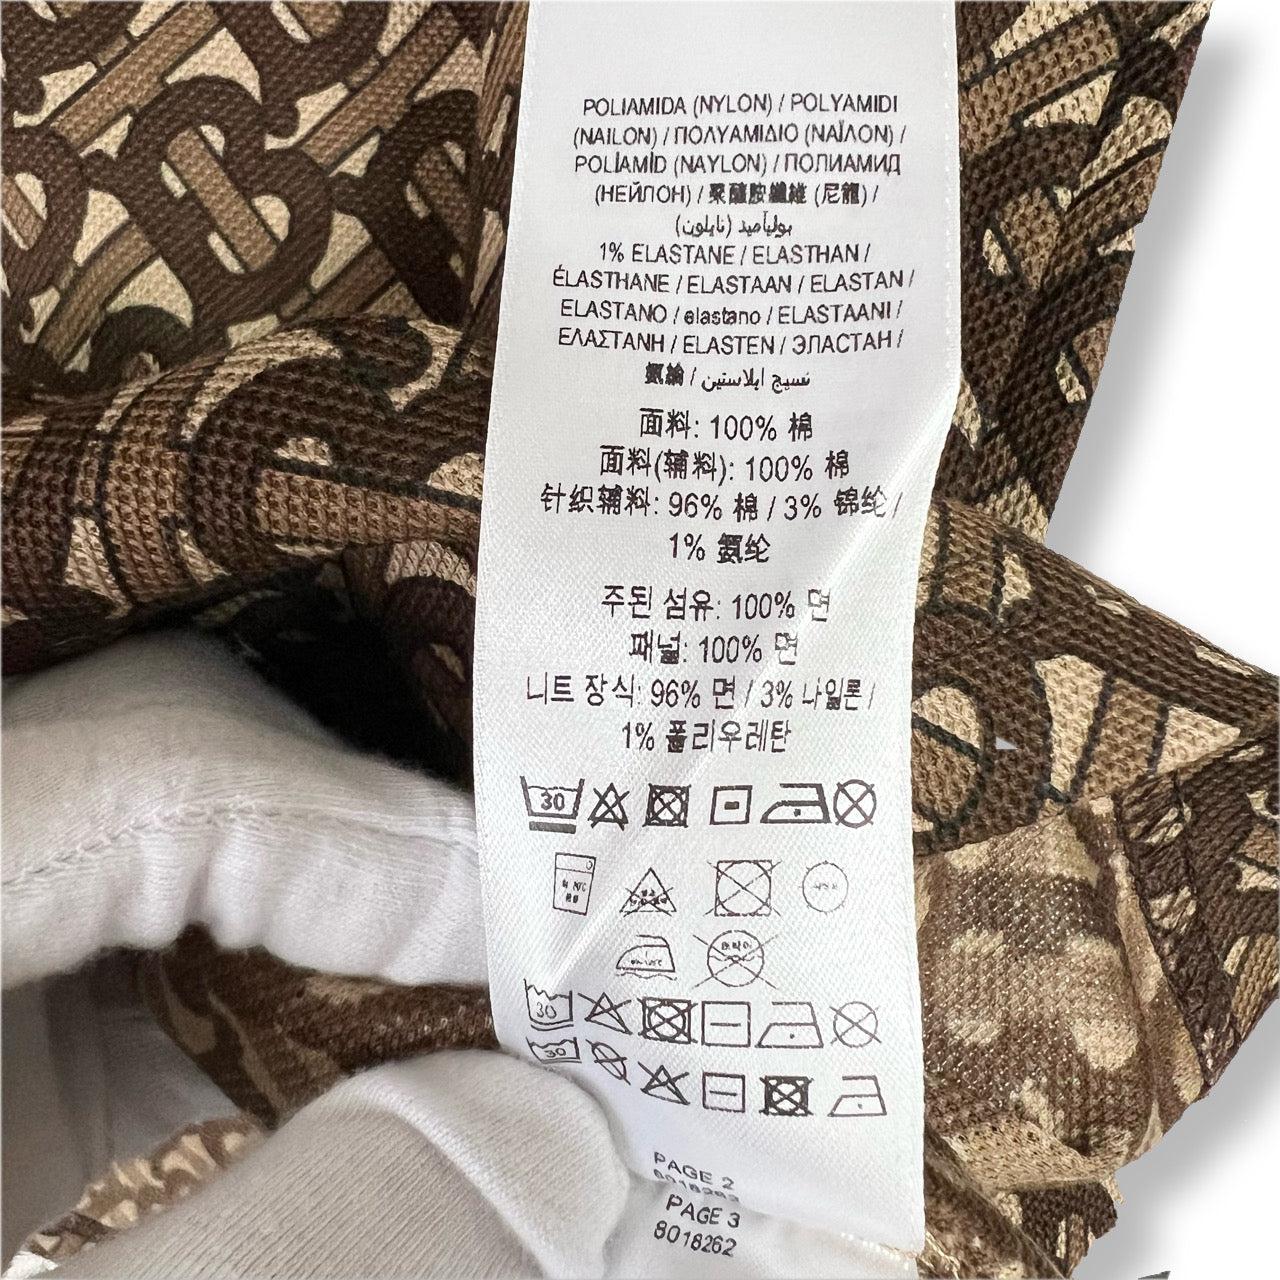 POLIAMIDA (NYLON) / POLYAMIDI
(NAILON) / ΠΟΛΥΑΜΙΔΙΟ (ΝΑΪΛΟΝ) /
POLİAMİD (NAYLON) / ПОЛИАМИД
(НЕЙЛОН) / 聚醯胺纖維 (尼龍) /
بولياميد (نايلون)
1% ELASTANE / ELASTHAN /
ÉLASTHANE / ELASTAAN / ELASTAN /
ELASTANO / elastano / ELASTAANI /
ΕΛΑΣΤΑΝΗ / ELASTEN / ЭЛАСТАН /
氨綸 / نسيج ايلاستين
面料: 100% 棉
面料(辅料): 100% 棉
针织辅料: 96% 棉 / 3% 锦纶 /
1% 氨纶
주된 섬유: 100% 면
패널: 100% 면
니트 장식: 96% 면 / 3% 나일론 /
1% 폴리우레탄
30
30
30
PAGE 2
PAGE 3
8018262